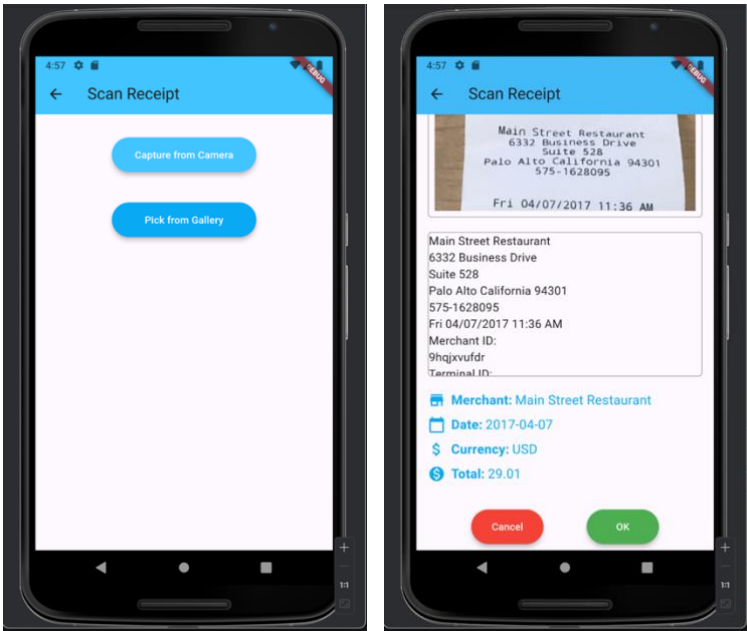 4:57
DEBUG
Scan Receipt
Capture from Camera
Pick from Gallery
1:1
4:57
DEBUG
Scan Receipt
Main Street Restaurant
6332 Business Drive
Suite 528
Palo Alto California 94301
575-1628095
Fri 04/07/2017 11:36 AM
Main Street Restaurant
6332 Business Drive
Suite 528
Palo Alto California 94301
575-1628095
Fri 04/07/2017 11:36 AM
Merchant ID:
9hqjxvufdr
Terminal ID:
Merchant: Main Street Restaurant
Date: 2017-04-07
Currency: USD
Total: 29.01
Cancel OK
1:1